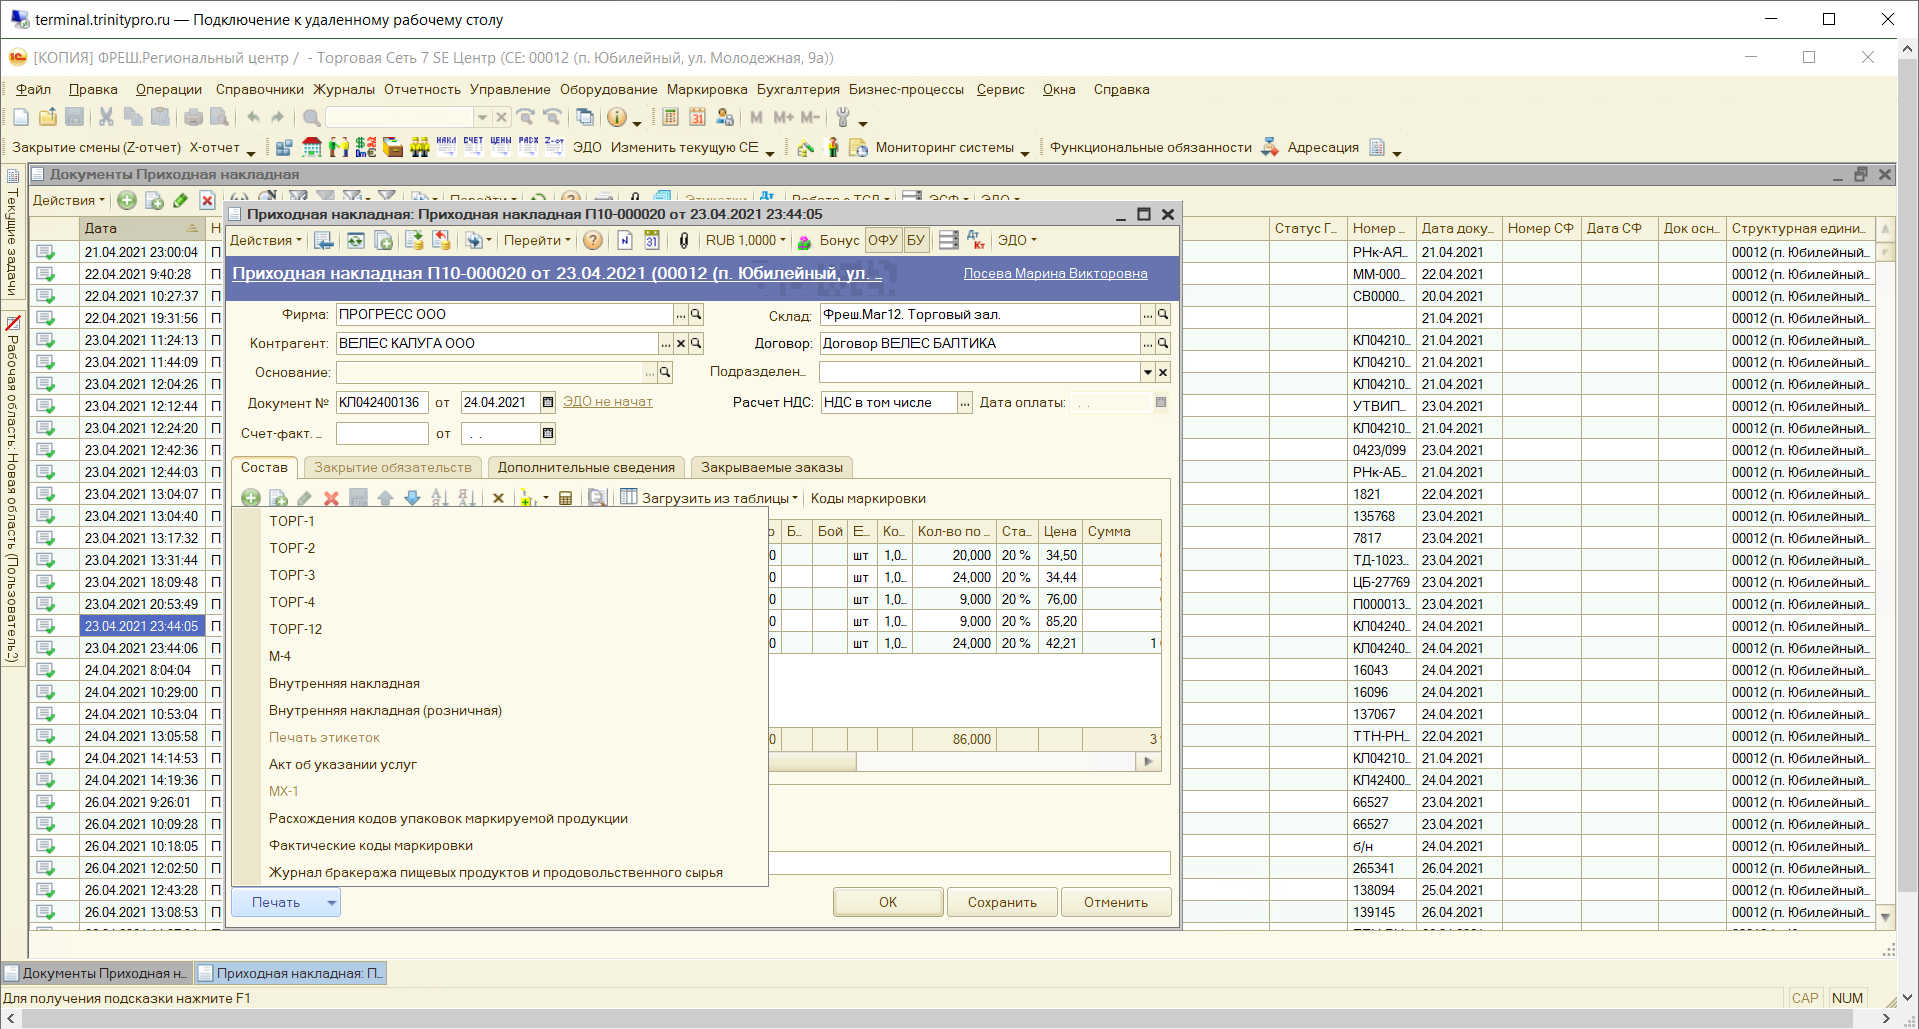 terminal.trinitypro.ru — Подключение к удаленному рабочему столу
[КОПИЯ] ФРЕШ.Региональный центр / - Торговая Сеть 7 SE Центр (СЕ: 00012 (п. Юбилейный, ул. Молодежная, 9а))
Файл Правка Операции Справочники Журналы Отчетность Управление Оборудование Маркировка Бухгалтерия Бизнес-процессы Сервис Окна Справка
M M+ M-
Закрытие смены (Z-отчет) X-отчет НАКЛ СЧЕТ ЦЕНЫ РАСХ Z-от ЭДО Изменить текущую СЕ Мониторинг системы Функциональные обязанности Адресация
Документы Приходная накладная
Действия Перейти
Текущие задачи
Рабочая область: Новая область (Пользователь2)
Дата Н Статус Г... Номер ... Дата доку... Номер СФ Дата СФ Док осн... Структурная едини...
21.04.2021 23:00:04 П РНк-АЯ... 21.04.2021 00012 (п. Юбилейный...
22.04.2021 9:40:28 П ММ-000... 22.04.2021 00012 (п. Юбилейный...
22.04.2021 10:27:37 П СВ0000... 20.04.2021 00012 (п. Юбилейный...
22.04.2021 19:31:56 П 21.04.2021 00012 (п. Юбилейный...
23.04.2021 11:24:13 П КЛ04210... 21.04.2021 00012 (п. Юбилейный...
23.04.2021 11:44:09 П КЛ04210... 21.04.2021 00012 (п. Юбилейный...
23.04.2021 12:04:26 П КЛ04210... 21.04.2021 00012 (п. Юбилейный...
23.04.2021 12:12:44 П УТВИП... 23.04.2021 00012 (п. Юбилейный...
23.04.2021 12:24:20 П КЛ04210... 21.04.2021 00012 (п. Юбилейный...
23.04.2021 12:42:36 П 0423/099 23.04.2021 00012 (п. Юбилейный...
23.04.2021 12:44:03 П РНк-АБ... 21.04.2021 00012 (п. Юбилейный...
23.04.2021 13:04:07 П 1821 22.04.2021 00012 (п. Юбилейный...
23.04.2021 13:04:40 П 135768 23.04.2021 00012 (п. Юбилейный...
23.04.2021 13:17:32 П 7817 23.04.2021 00012 (п. Юбилейный...
23.04.2021 13:31:44 П ТД-1023... 23.04.2021 00012 (п. Юбилейный...
23.04.2021 18:09:48 П ЦБ-27769 23.04.2021 00012 (п. Юбилейный...
23.04.2021 20:53:49 П П000013... 23.04.2021 00012 (п. Юбилейный...
23.04.2021 23:44:05 П КЛ04240... 24.04.2021 00012 (п. Юбилейный...
23.04.2021 23:44:06 П КЛ04240... 24.04.2021 00012 (п. Юбилейный...
24.04.2021 8:04:04 П 16043 24.04.2021 00012 (п. Юбилейный...
24.04.2021 10:29:00 П 16096 24.04.2021 00012 (п. Юбилейный...
24.04.2021 10:53:04 П 137067 24.04.2021 00012 (п. Юбилейный...
24.04.2021 13:05:58 П ТТН-РН... 22.04.2021 00012 (п. Юбилейный...
24.04.2021 14:14:53 П КЛ04210... 21.04.2021 00012 (п. Юбилейный...
24.04.2021 14:19:36 П КЛ42400... 24.04.2021 00012 (п. Юбилейный...
26.04.2021 9:26:01 П 66527 23.04.2021 00012 (п. Юбилейный...
26.04.2021 10:09:28 П 66527 23.04.2021 00012 (п. Юбилейный...
26.04.2021 10:18:05 П б/н 24.04.2021 00012 (п. Юбилейный...
26.04.2021 12:02:50 П 265341 26.04.2021 00012 (п. Юбилейный...
26.04.2021 12:43:28 П 138094 25.04.2021 00012 (п. Юбилейный...
26.04.2021 13:08:53 П 139145 26.04.2021 00012 (п. Юбилейный...
Приходная накладная: Приходная накладная П10-000020 от 23.04.2021 23:44:05
Действия Перейти RUB 1,0000 Бонус ОФУ БУ Дт Кт ЭДО
Приходная накладная П10-000020 от 23.04.2021 (00012 (п. Юбилейный, ул. ... Лосева Марина Викторовна
Фирма: ПРОГРЕСС ООО Склад: Фреш.Маг12. Торговый зал.
Контрагент: ВЕЛЕС КАЛУГА ООО Договор: Договор ВЕЛЕС БАЛТИКА
Основание: Подразделен...
Документ № КЛ042400136 от 24.04.2021 ЭДО не начат Расчет НДС: НДС в том числе Дата оплаты: . .
Счет-факт. ... от . .
Состав Закрытие обязательств Дополнительные сведения Закрываемые заказы
Загрузить из таблицы Коды маркировки
Б... Бой Е... Ко... Кол-во по ... Ста... Цена Сумма
0 шт 1,0... 20,000 20 % 34,50
0 шт 1,0... 24,000 20 % 34,44
0 шт 1,0... 9,000 20 % 76,00
0 шт 1,0... 9,000 20 % 85,20
0 шт 1,0... 24,000 20 % 42,21 1
0 86,000 3
ТОРГ-1
ТОРГ-2
ТОРГ-3
ТОРГ-4
ТОРГ-12
М-4
Внутренняя накладная
Внутренняя накладная (розничная)
Печать этикеток
Акт об указании услуг
МХ-1
Расхождения кодов упаковок маркируемой продукции
Фактические коды маркировки
Журнал бракеража пищевых продуктов и продовольственного сырья
Печать OK Сохранить Отменить
Документы Приходная н... Приходная накладная: П...
Для получения подсказки нажмите F1 CAP NUM